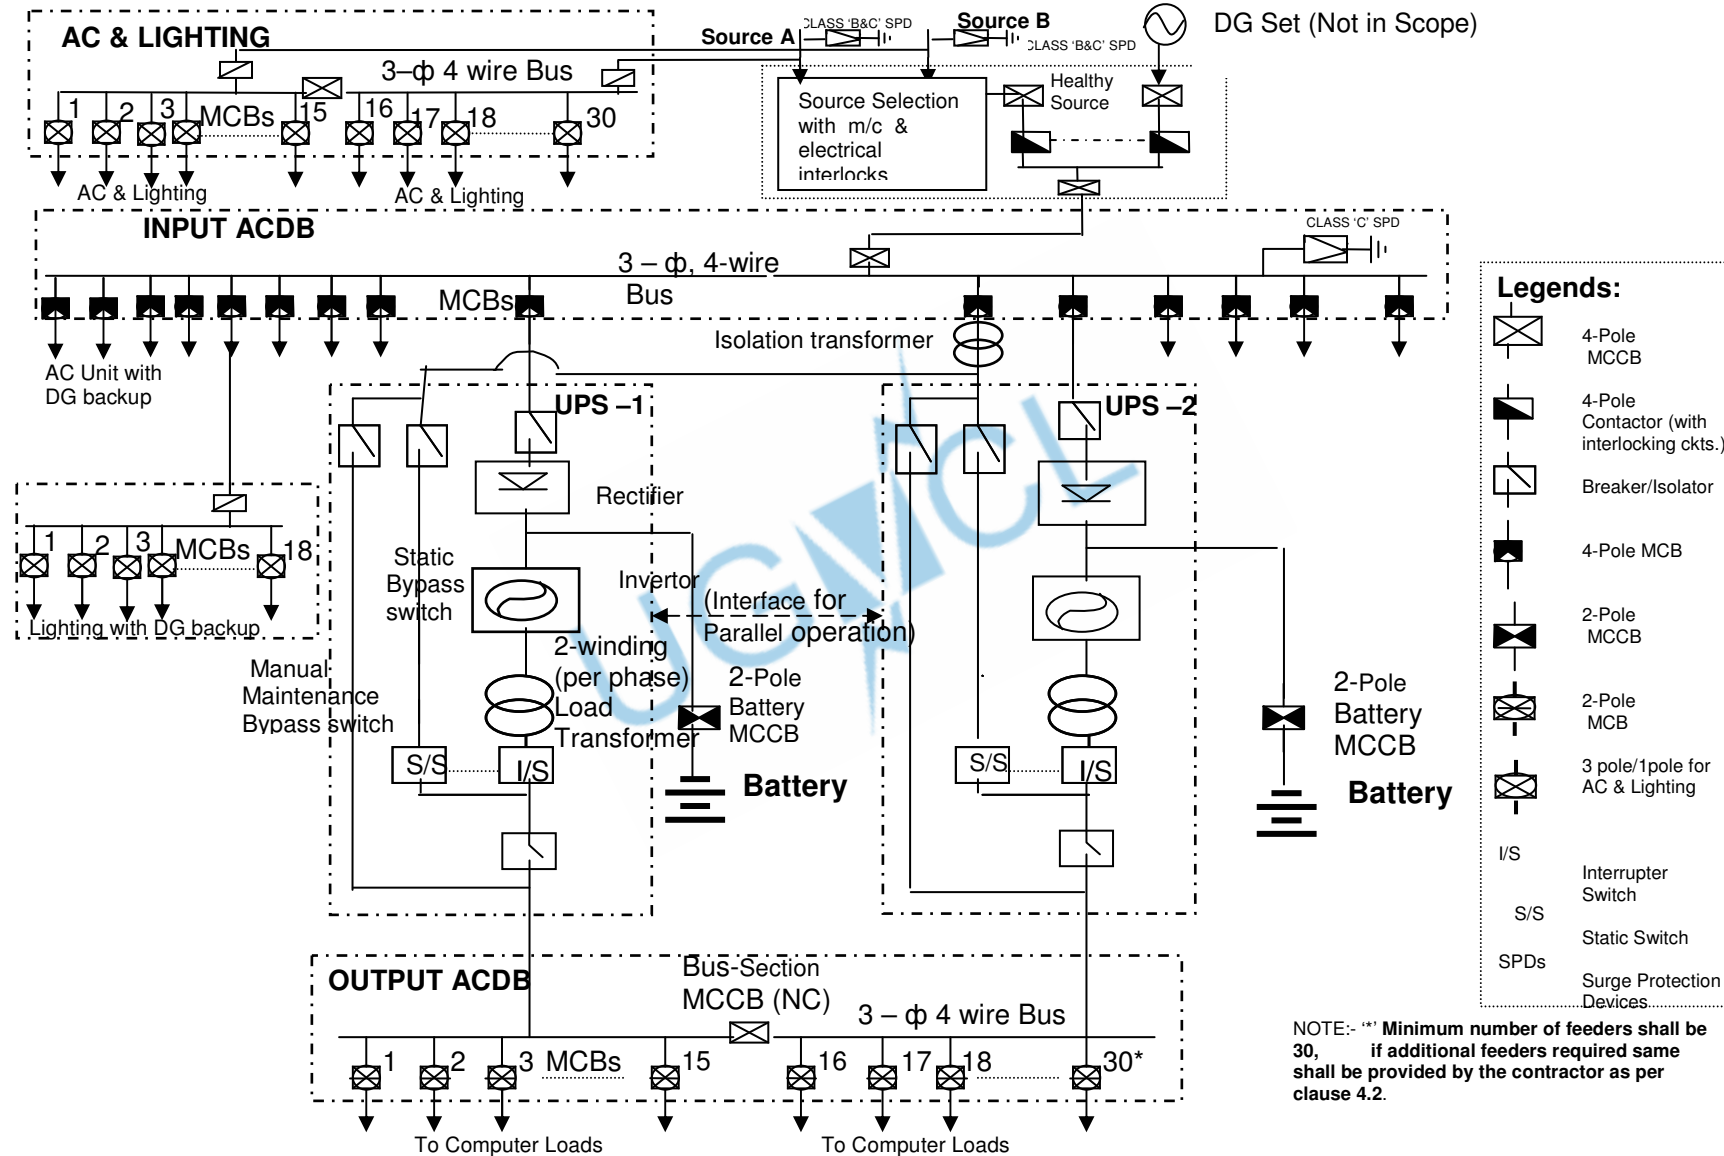 AC & LIGHTING
3–ф 4 wire Bus
1
2
3
MCBs
15
16
17
18
30
AC & Lighting
AC & Lighting
Source A
CLASS 'B&C' SPD
Source B
CLASS 'B&C' SPD
DG Set (Not in Scope)
Source Selection
with m/c &
electrical
interlocks
Healthy
Source
INPUT ACDB
3 – ф, 4-wire
Bus
CLASS 'C' SPD
MCBs
Isolation transformer
AC Unit with
DG backup
UPS –1
UPS –2
Rectifier
Static
Bypass
switch
Invertor
(Interface for
Parallel operation)
2-winding
(per phase)
Load
Transformer
Manual
Maintenance
Bypass switch
2-Pole
Battery
MCCB
2-Pole
Battery
MCCB
S/S
I/S
S/S
I/S
Battery
Battery
1
2
3
MCBs
18
Lighting with DG backup
UGVCL
OUTPUT ACDB
Bus-Section
MCCB (NC)
3 – ф 4 wire Bus
1
2
3
MCBs
15
16
17
18
30*
To Computer Loads
To Computer Loads
Legends:
4-Pole
MCCB
4-Pole
Contactor (with
interlocking ckts.)
Breaker/Isolator
4-Pole MCB
2-Pole
MCCB
2-Pole
MCB
3 pole/1pole for
AC & Lighting
I/S
Interrupter
Switch
S/S
Static Switch
SPDs
Surge Protection
Devices
NOTE:- '*' Minimum number of feeders shall be
30, if additional feeders required same
shall be provided by the contractor as per
clause 4.2.